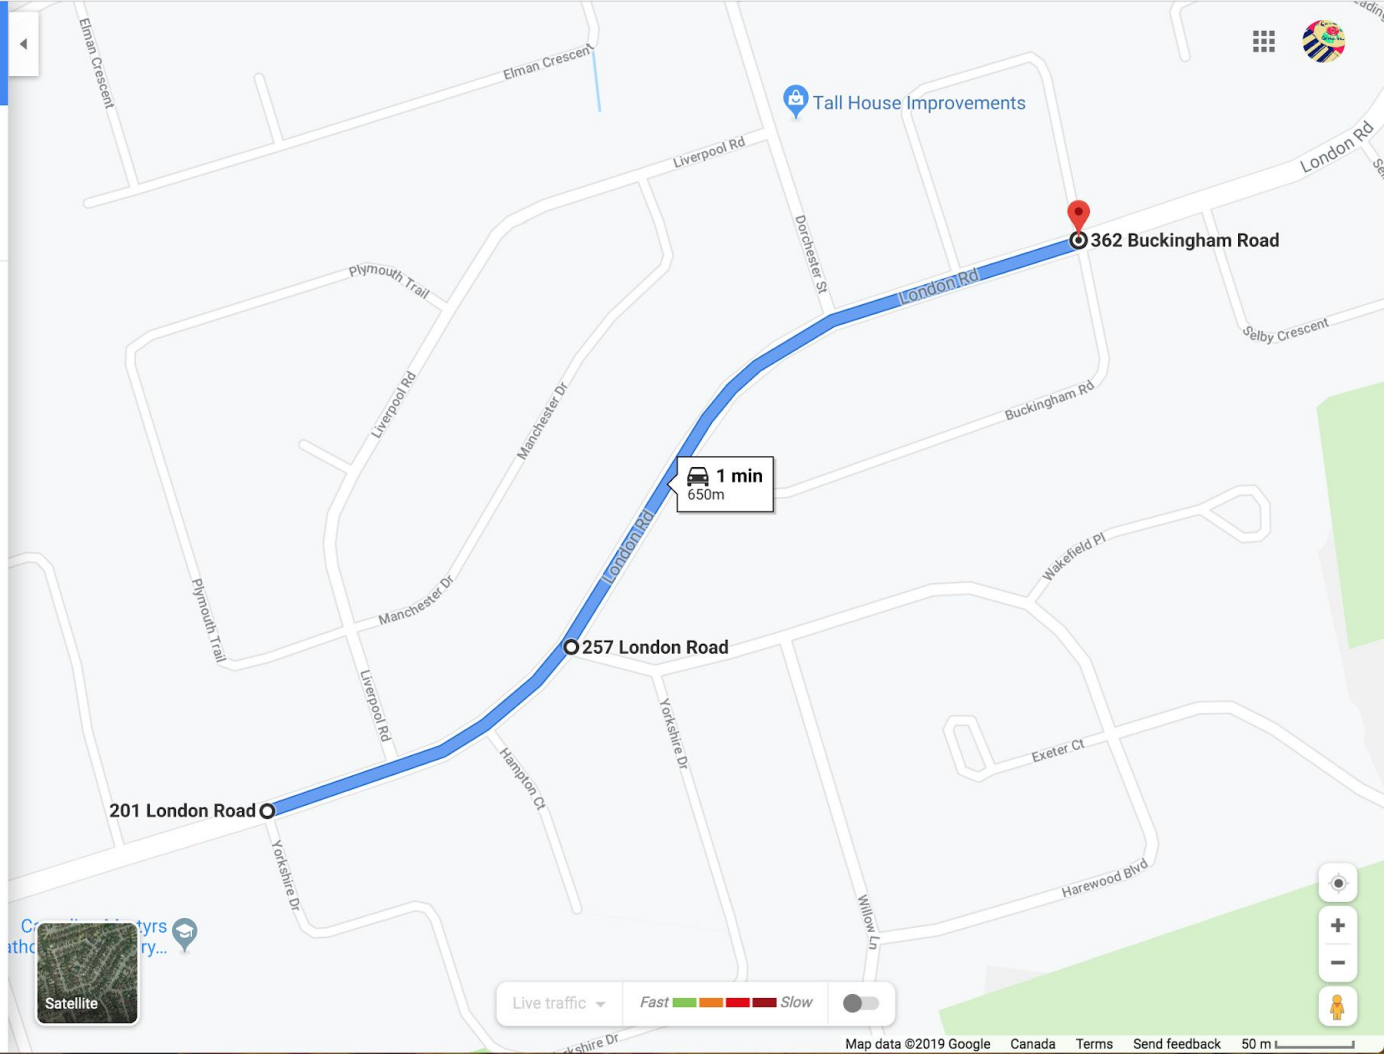 Elman Crescent
Elman Crescent
Tall House Improvements
Liverpool Rd
London Rd
Dorchester St
362 Buckingham Road
Plymouth Trail
London Rd
Selby Crescent
Liverpool Rd
Manchester Dr
Buckingham Rd
1 min
650m
London Rd
Wakefield Pl
Plymouth Trail
Manchester Dr
257 London Road
Liverpool Rd
Yorkshire Dr
Hampton Ct
Exeter Ct
201 London Road
Yorkshire Dr
Harewood Blvd
Willow Ln
Satellite
Live traffic
Fast
Slow
Dr
Map data ©2019 Google
Canada
Terms
Send feedback
50 m